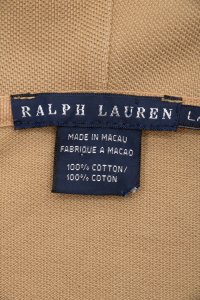 RALPH LAUREN
MADE IN MACAU
FABRIQUE A MACAO
100% COTTON/
100% COTON